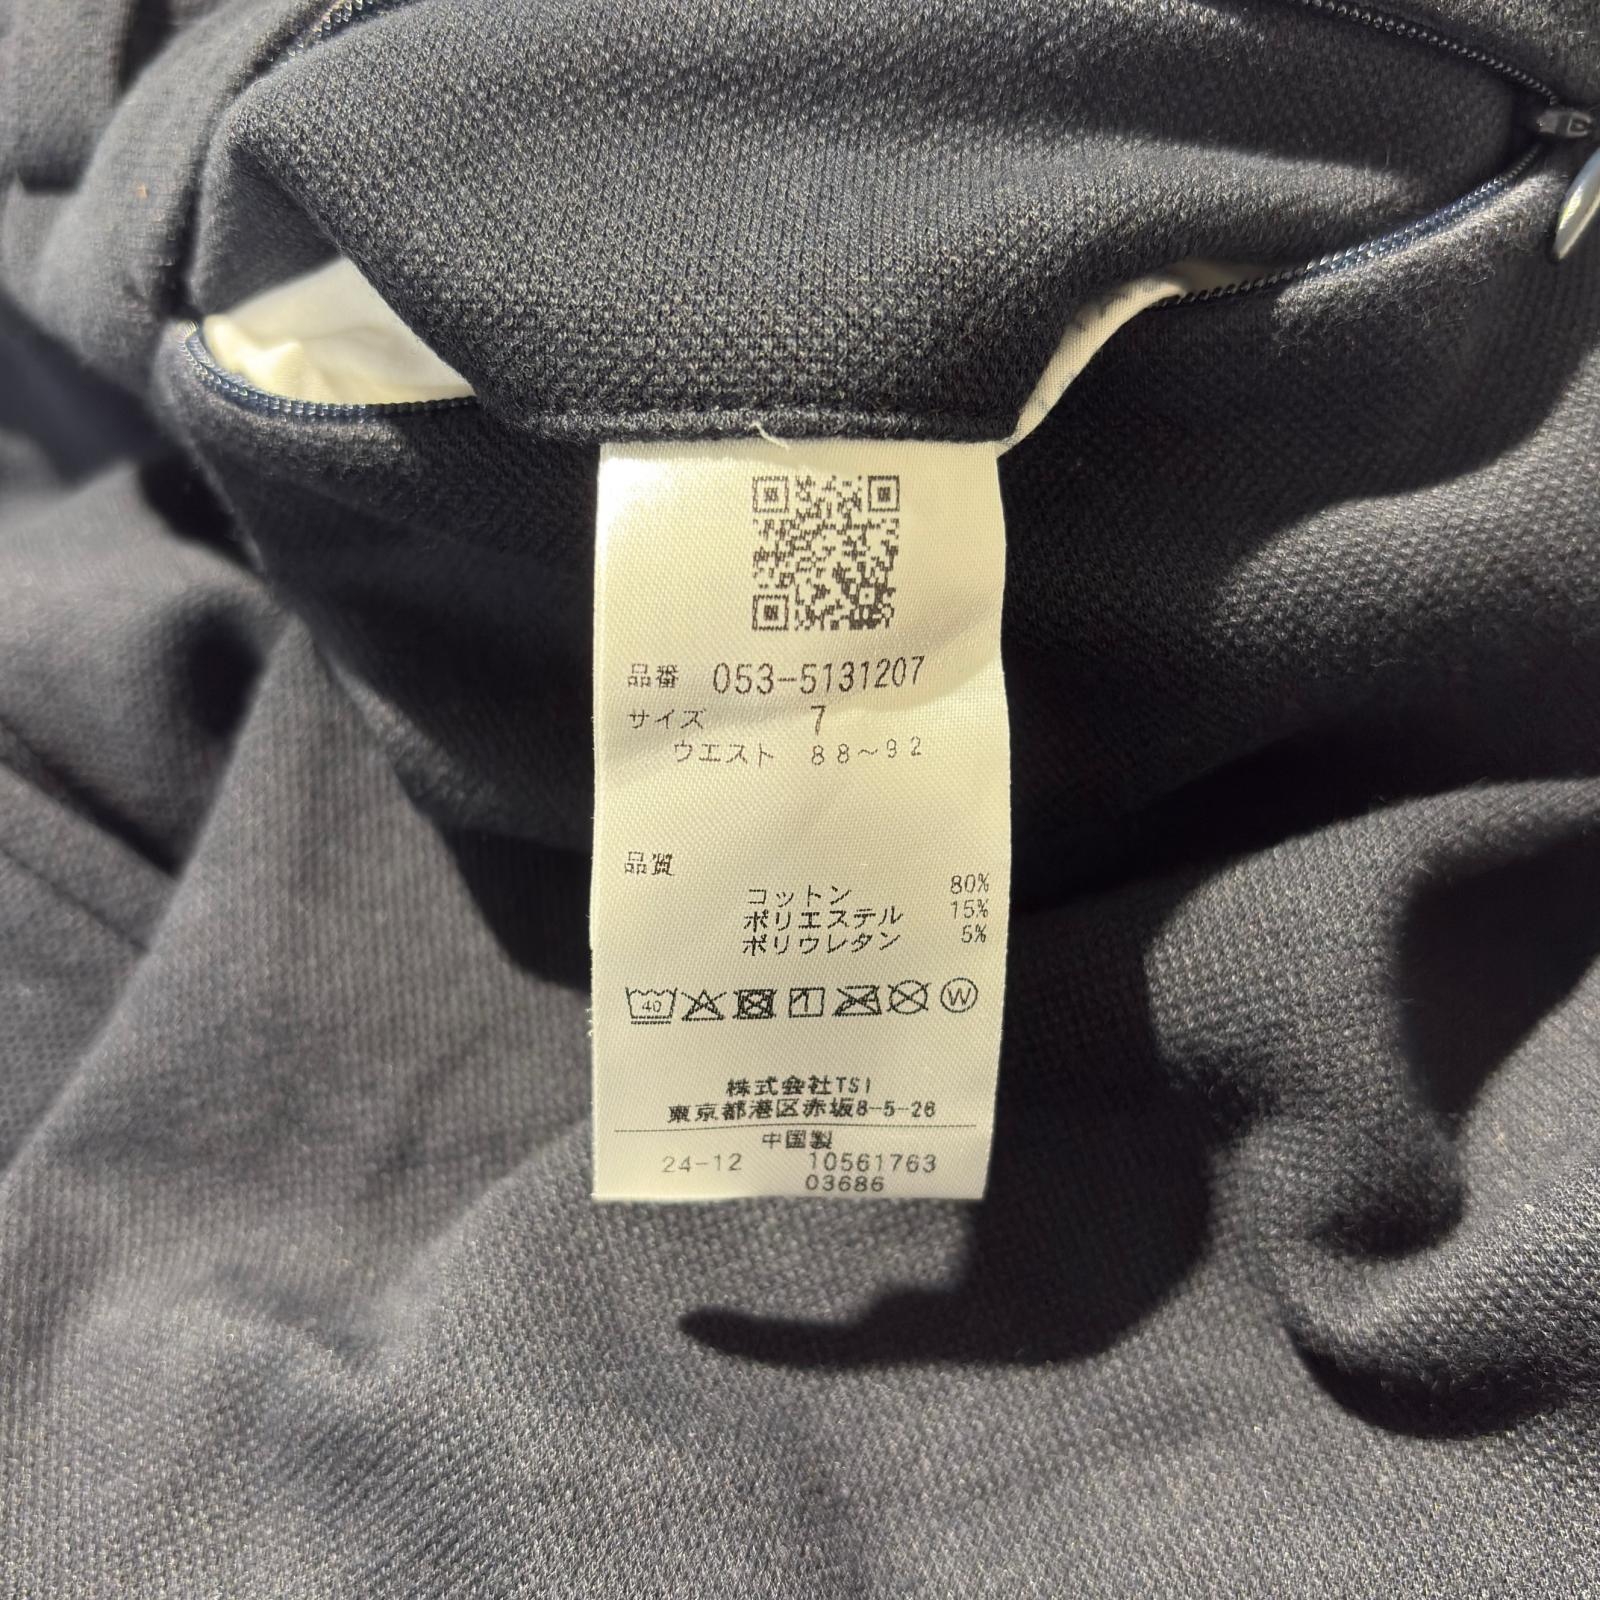 品番 053-5131207
サイズ 7
ウエスト 88~92
品質
コットン 80%
ポリエステル 15%
ポリウレタン 5%
40 W
株式会社TSI
東京都港区赤坂8-5-26
中国製
24-12 10561763
03686